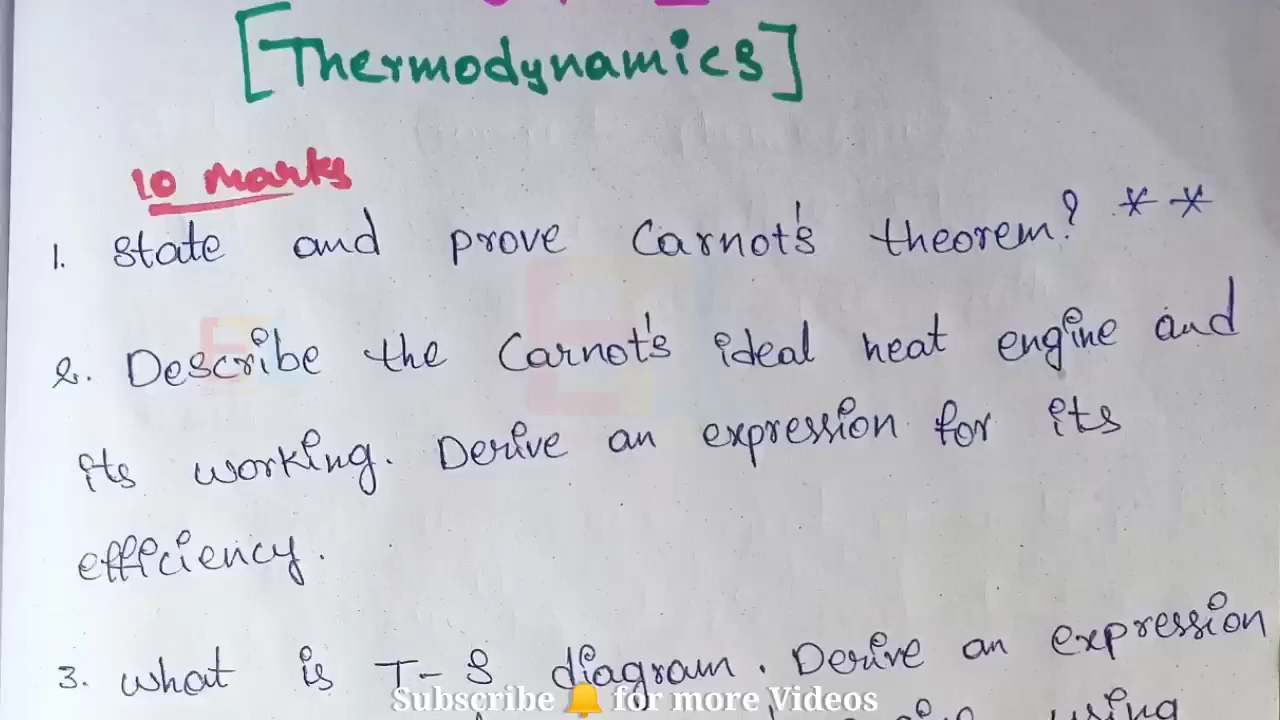 [Thermodynamics]
10 Marks
1. State and prove Carnot's theorem? **
2. Describe the Carnot's ideal heat engine and
its working. Derive an expression for its
efficiency.
3. What is T-S diagram. Derive an expression
Subscribe 🔔 for more Videos
using